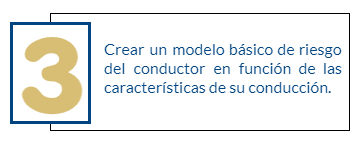 3
Crear un modelo básico de riesgo
del conductor en función de las
características de su conducción.